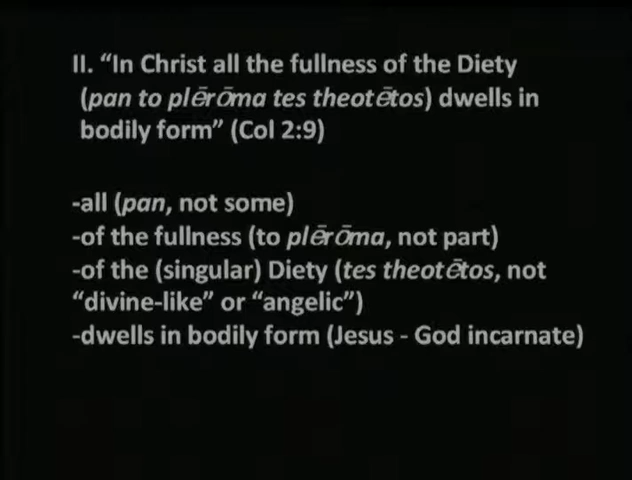 II. “In Christ all the fullness of the Diety
(pan to plērōma tes theotētos) dwells in
bodily form” (Col 2:9)
-all (pan, not some)
-of the fullness (to plērōma, not part)
-of the (singular) Diety (tes theotētos, not
“divine-like” or “angelic”)
-dwells in bodily form (Jesus - God incarnate)